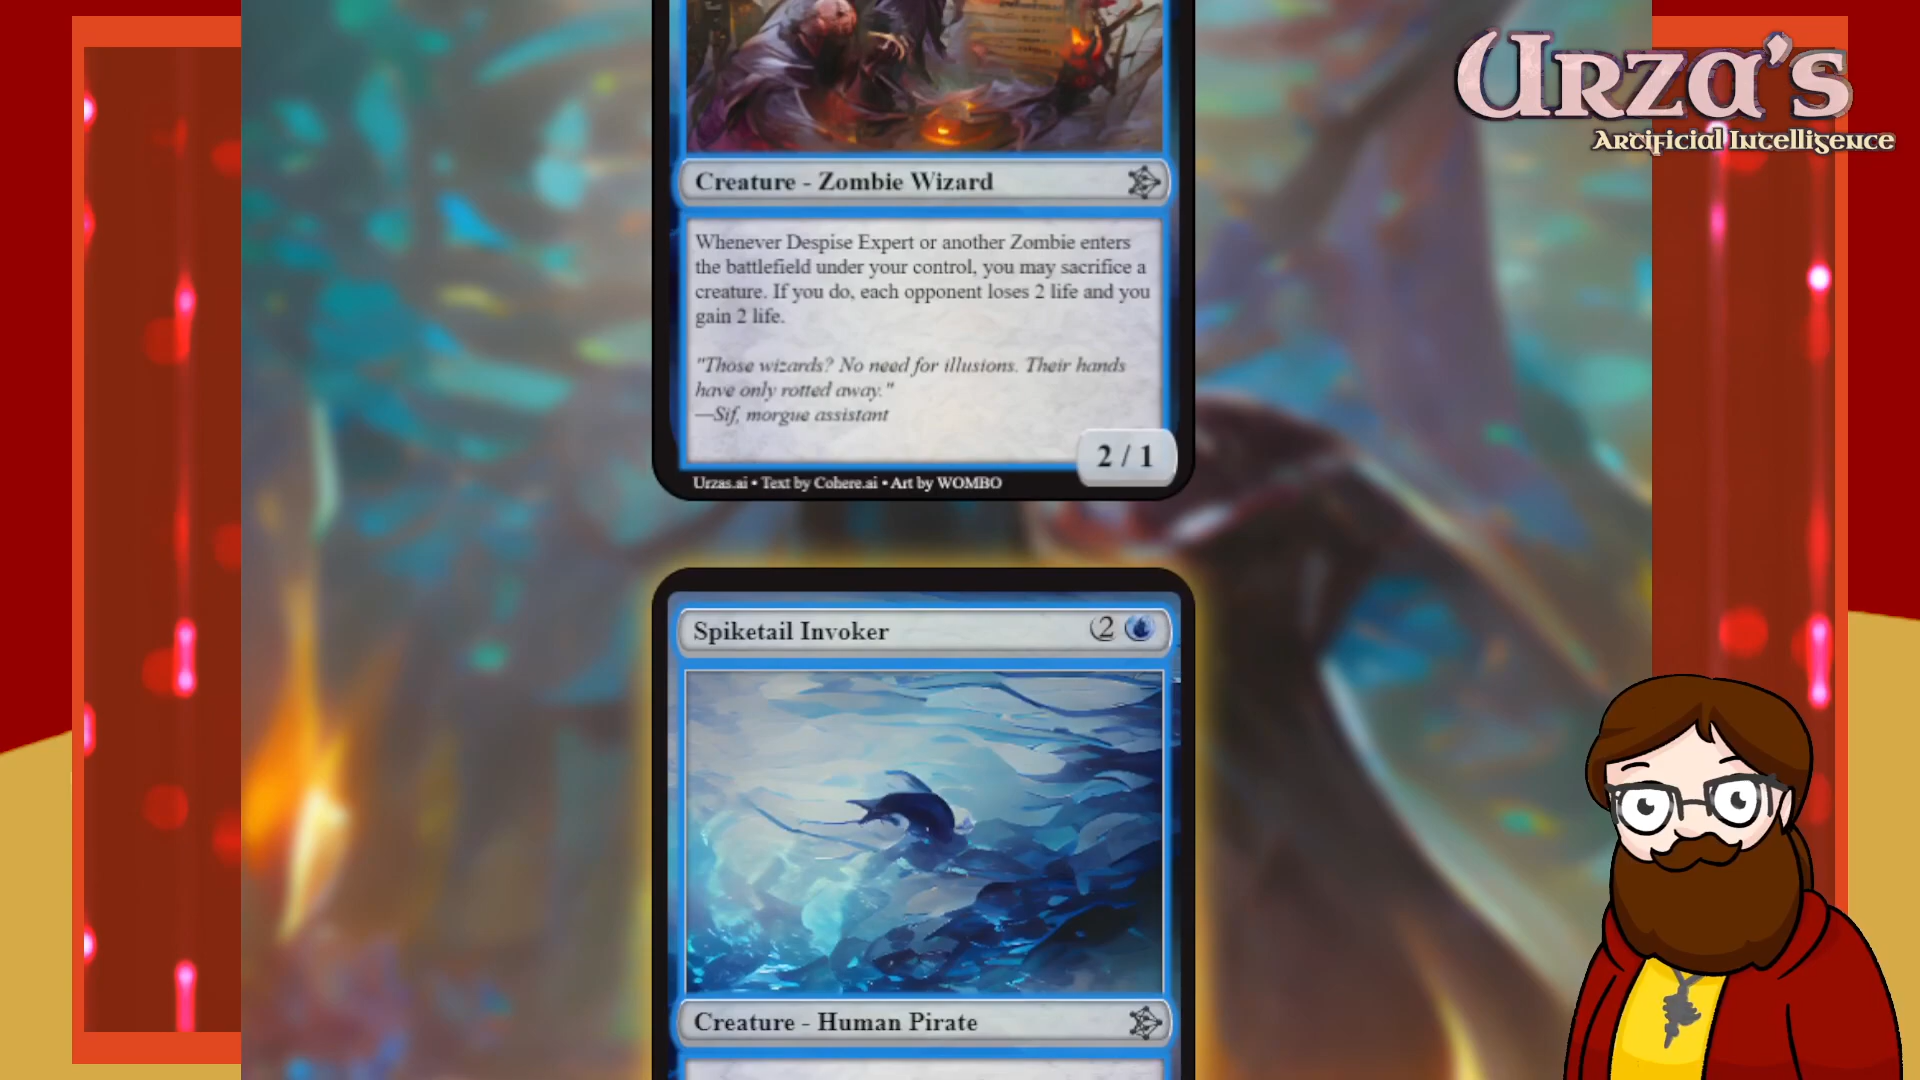 Urza's
Artificial Intelligence
Creature - Zombie Wizard
Whenever Despise Expert or another Zombie enters
the battlefield under your control, you may sacrifice a
creature. If you do, each opponent loses 2 life and you
gain 2 life.
"Those wizards? No need for illusions. Their hands
have only rotted away."
—Sif, morgue assistant
2 / 1
Urzas.ai • Text by Cohere.ai • Art by WOMBO
Spiketail Invoker 2
Creature - Human Pirate